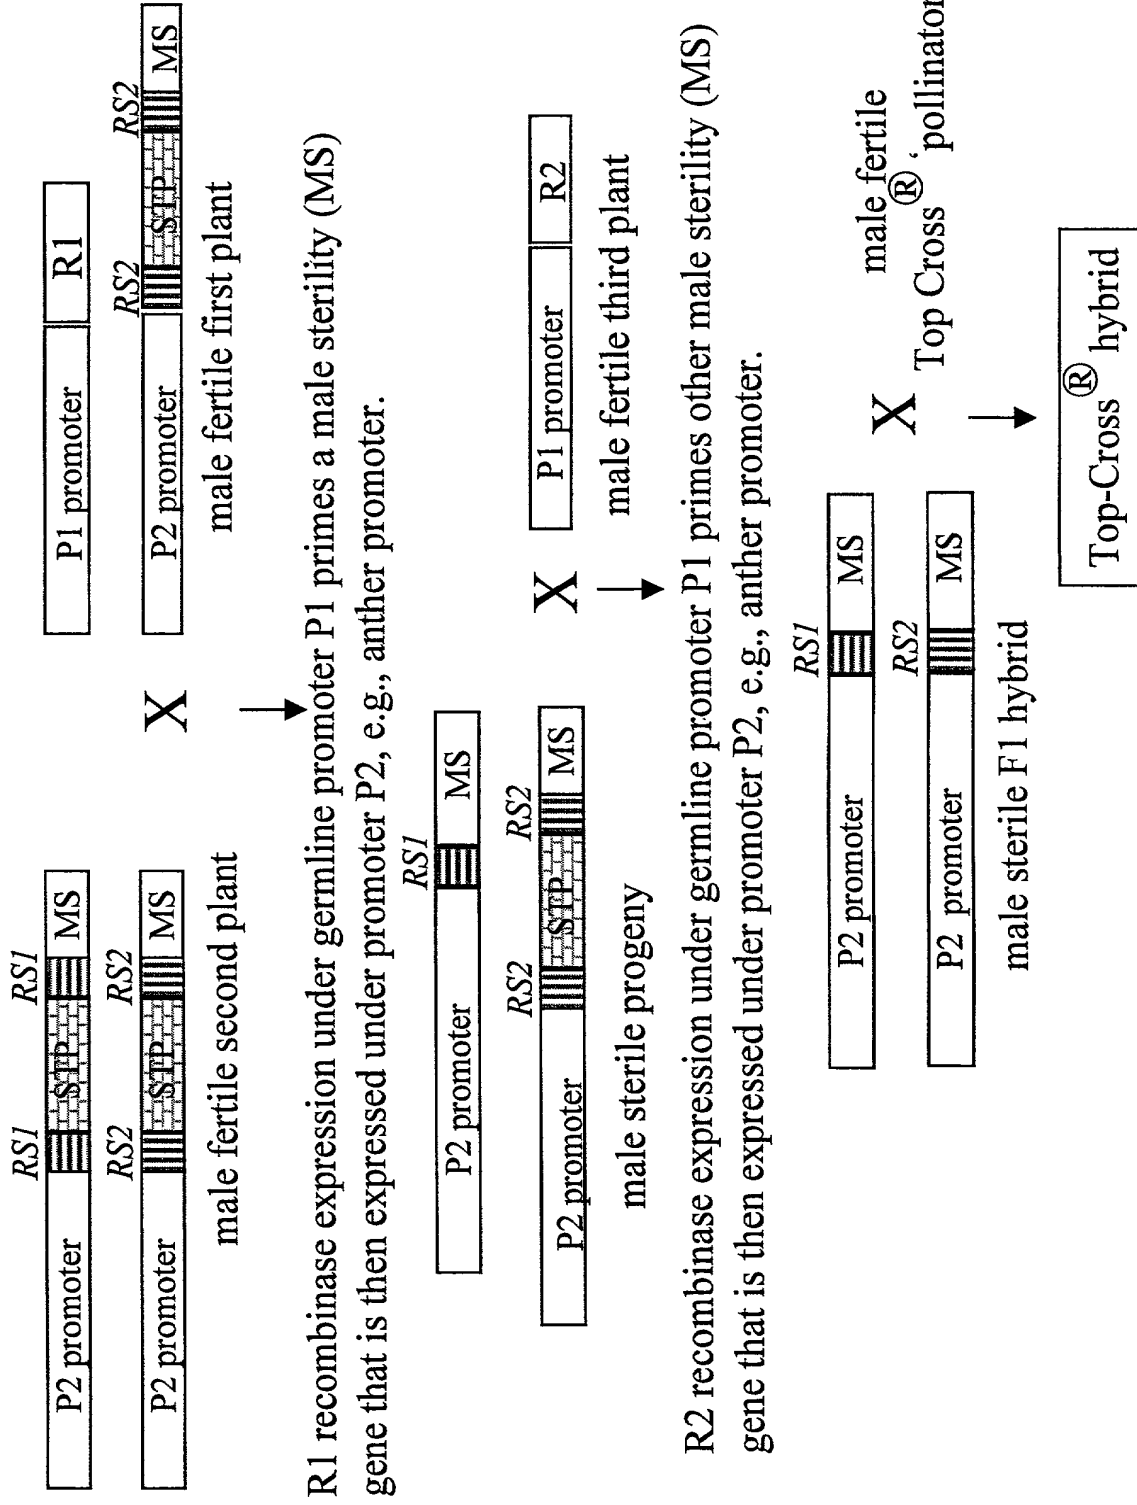 RS1 RS1
P2 promoter STP MS
RS2 RS2
P2 promoter STP MS
male fertile second plant
X
P1 promoter R1
RS2 RS2
P2 promoter STP MS
male fertile first plant
R1 recombinase expression under germline promoter P1 primes a male sterility (MS)
gene that is then expressed under promoter P2, e.g., anther promoter.
RS1
P2 promoter MS
RS2 RS2
P2 promoter STP MS
male sterile progeny
X
P1 promoter R2
male fertile third plant
R2 recombinase expression under germline promoter P1 primes other male sterility (MS)
gene that is then expressed under promoter P2, e.g., anther promoter.
RS1
P2 promoter MS
RS2
P2 promoter MS
male sterile F1 hybrid
X
male fertile
Top Cross® pollinator
Top-Cross® hybrid